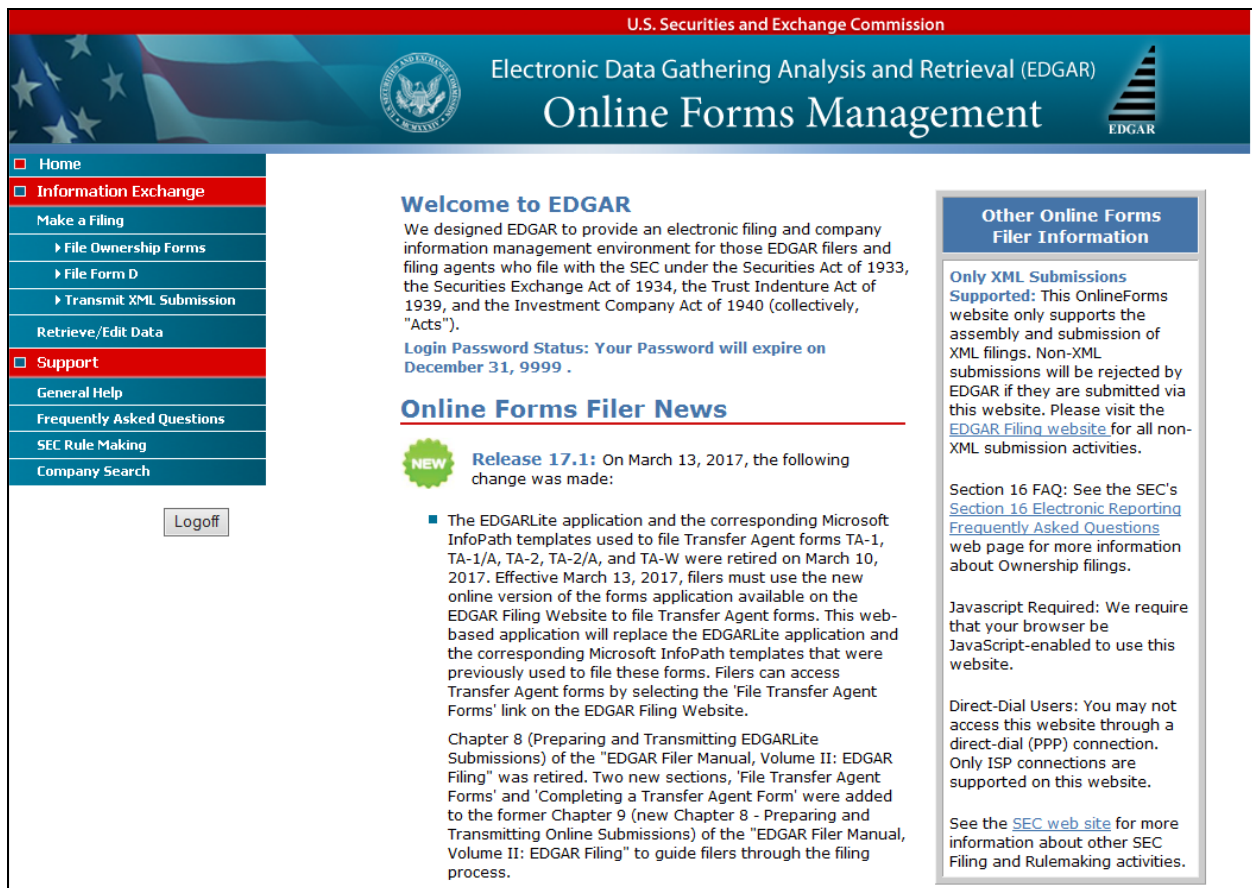 U.S. Securities and Exchange Commission
Electronic Data Gathering Analysis and Retrieval (EDGAR)
Online Forms Management
EDGAR
Home
Information Exchange
Make a Filing
File Ownership Forms
File Form D
Transmit XML Submission
Retrieve/Edit Data
Support
General Help
Frequently Asked Questions
SEC Rule Making
Company Search
Logoff
Welcome to EDGAR
We designed EDGAR to provide an electronic filing and company
information management environment for those EDGAR filers and
filing agents who file with the SEC under the Securities Act of 1933,
the Securities Exchange Act of 1934, the Trust Indenture Act of
1939, and the Investment Company Act of 1940 (collectively,
"Acts").
Login Password Status: Your Password will expire on
December 31, 9999 .
Online Forms Filer News
NEW
Release 17.1: On March 13, 2017, the following
change was made:
The EDGARLite application and the corresponding Microsoft
InfoPath templates used to file Transfer Agent forms TA-1,
TA-1/A, TA-2, TA-2/A, and TA-W were retired on March 10,
2017. Effective March 13, 2017, filers must use the new
online version of the forms application available on the
EDGAR Filing Website to file Transfer Agent forms. This web-
based application will replace the EDGARLite application and
the corresponding Microsoft InfoPath templates that were
previously used to file these forms. Filers can access
Transfer Agent forms by selecting the 'File Transfer Agent
Forms' link on the EDGAR Filing Website.
Chapter 8 (Preparing and Transmitting EDGARLite
Submissions) of the "EDGAR Filer Manual, Volume II: EDGAR
Filing" was retired. Two new sections, 'File Transfer Agent
Forms' and 'Completing a Transfer Agent Form' were added
to the former Chapter 9 (new Chapter 8 - Preparing and
Transmitting Online Submissions) of the "EDGAR Filer Manual,
Volume II: EDGAR Filing" to guide filers through the filing
process.
Other Online Forms
Filer Information
Only XML Submissions
Supported: This OnlineForms
website only supports the
assembly and submission of
XML filings. Non-XML
submissions will be rejected by
EDGAR if they are submitted via
this website. Please visit the
EDGAR Filing website for all non-
XML submission activities.
Section 16 FAQ: See the SEC's
Section 16 Electronic Reporting
Frequently Asked Questions
web page for more information
about Ownership filings.
Javascript Required: We require
that your browser be
JavaScript-enabled to use this
website.
Direct-Dial Users: You may not
access this website through a
direct-dial (PPP) connection.
Only ISP connections are
supported on this website.
See the SEC web site for more
information about other SEC
Filing and Rulemaking activities.